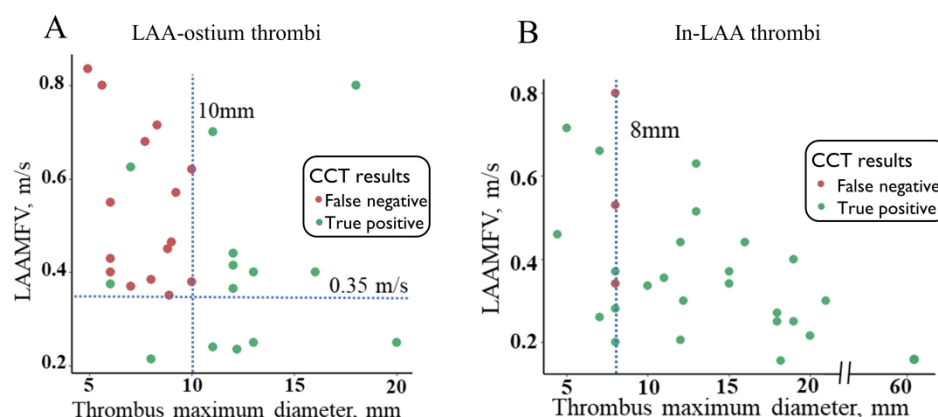 A
LAA-ostium thrombi
LAAMFV, m/s
0.8
0.6
0.4
0.2
10mm
CCT results
False negative
True positive
0.35 m/s
5
10
15
20
Thrombus maximum diameter, mm
B
In-LAA thrombi
LAAMFV, m/s
0.8
0.6
0.4
0.2
8mm
CCT results
False negative
True positive
5
10
15
20
60
Thrombus maximum diameter, mm